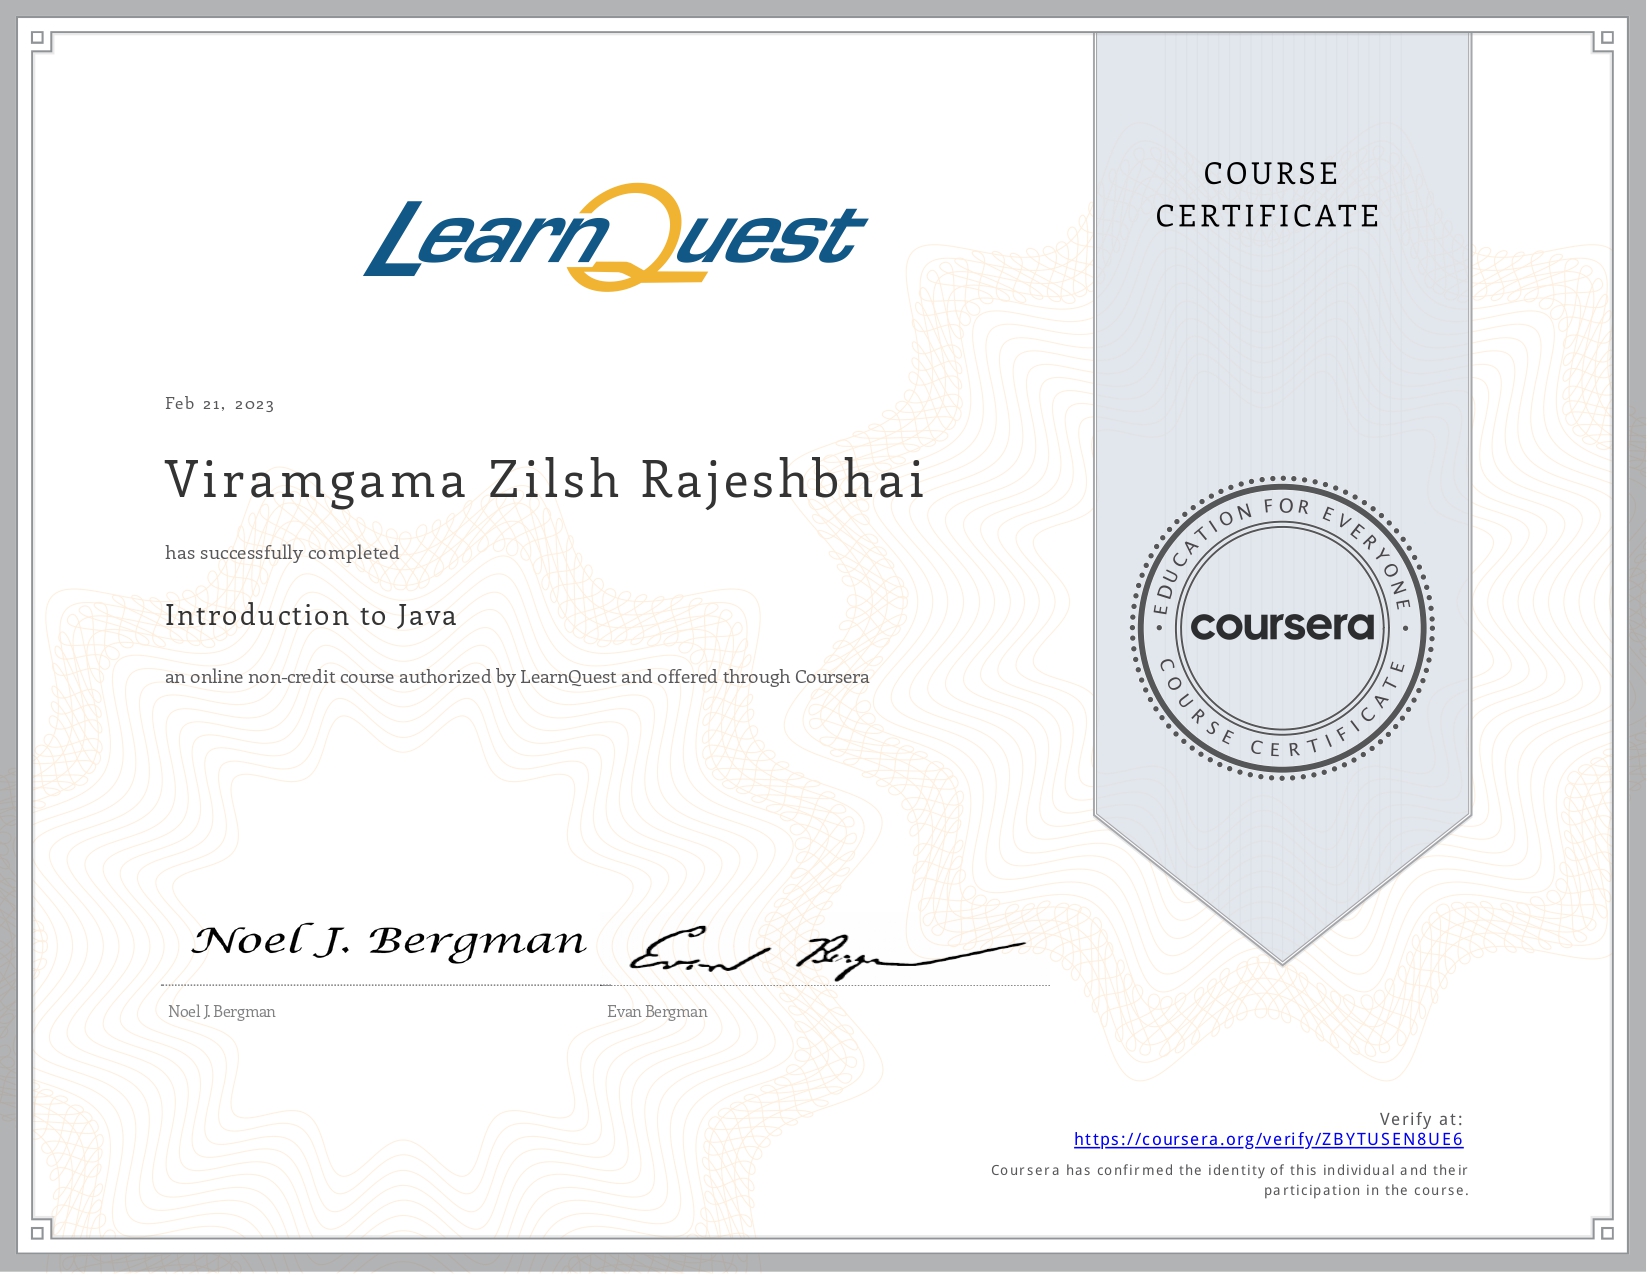 LearnQuest
COURSE
CERTIFICATE
Feb 21, 2023
Viramgama Zilsh Rajeshbhai
has successfully completed
Introduction to Java
an online non-credit course authorized by LearnQuest and offered through Coursera
• EDUCATION FOR EVERYONE •
coursera
COURSE CERTIFICATE
Noel J. Bergman
Evan Bergman
Noel J. Bergman
Evan Bergman
Verify at:
https://coursera.org/verify/ZBYTUSEN8UE6
Coursera has confirmed the identity of this individual and their
participation in the course.